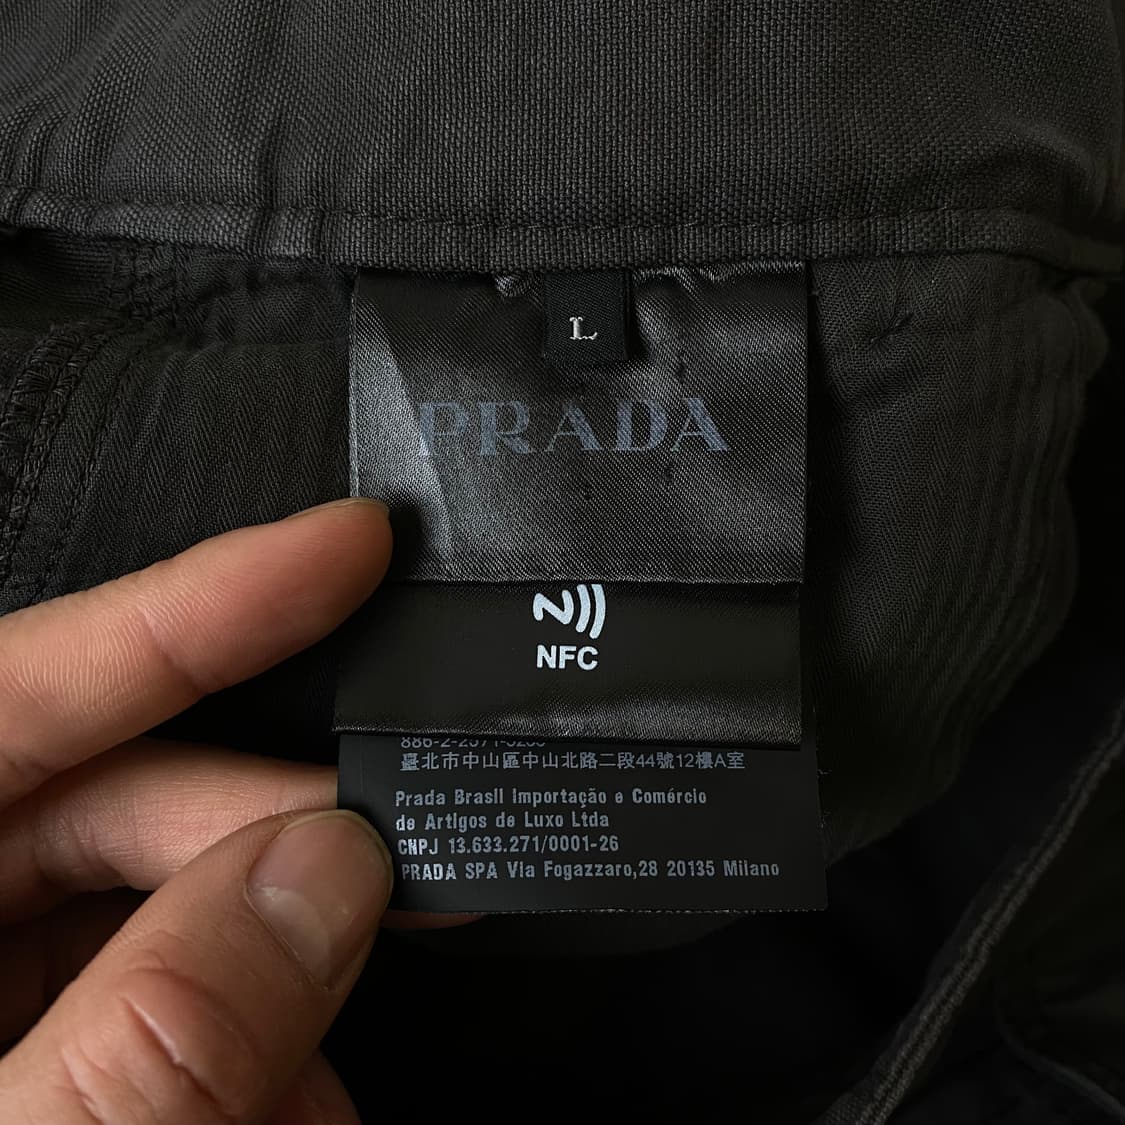 L
PRADA
NFC
臺北市中山區中山北路二段44號12樓A室
Prada Brasil Importação e Comércio
de Artigos de Luxo Ltda
CNPJ 13.633.271/0001-26
PRADA SPA Via Fogazzaro,28 20135 Milano